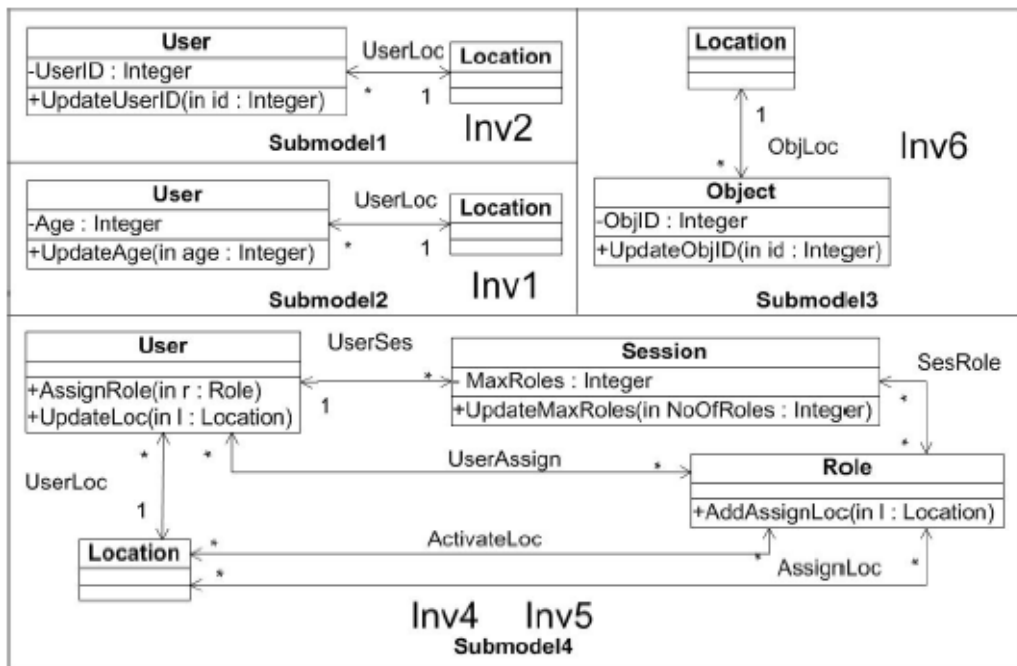 User
-UserID : Integer
+UpdateUserID(in id : Integer)
UserLoc
*
1
Location
Inv2
Submodel1
User
-Age : Integer
+UpdateAge(in age : Integer)
UserLoc
*
1
Location
Inv1
Submodel2
Location
1
ObjLoc
*
Inv6
Object
-ObjID : Integer
+UpdateObjID(in id : Integer)
Submodel3
User
+AssignRole(in r : Role)
+UpdateLoc(in l : Location)
UserSes
1
*
Session
- MaxRoles : Integer
+UpdateMaxRoles(in NoOfRoles : Integer)
SesRole
*
*
*
UserAssign
*
Role
+AddAssignLoc(in l : Location)
*
UserLoc
1
Location
*
ActivateLoc
*
*
AssignLoc
*
Inv4 Inv5
Submodel4